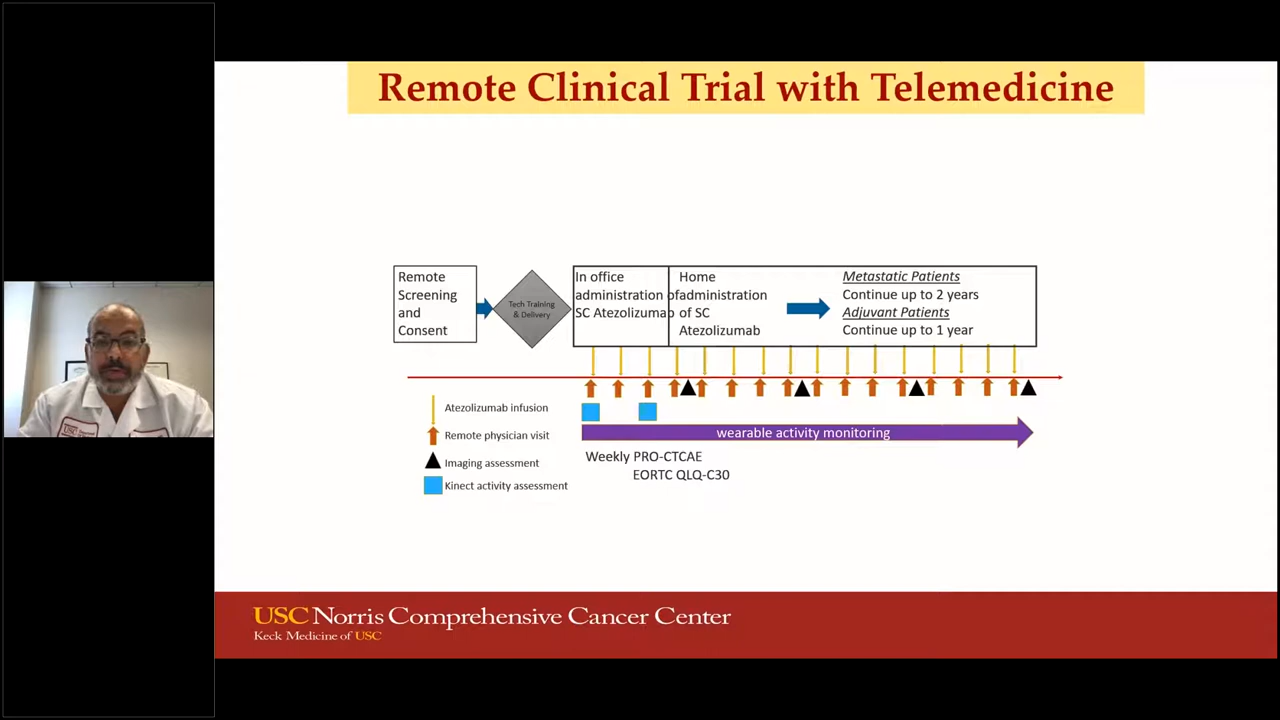 Remote Clinical Trial with Telemedicine
Remote
Screening
and
Consent
Tech Training
& Delivery
In office
administration of
SC Atezolizumab
Home
administration
of SC
Atezolizumab
Metastatic Patients
Continue up to 2 years
Adjuvant Patients
Continue up to 1 year
Atezolizumab infusion
Remote physician visit
Imaging assessment
Kinect activity assessment
wearable activity monitoring
Weekly PRO-CTCAE
EORTC QLQ-C30
USC Norris Comprehensive Cancer Center
Keck Medicine of USC